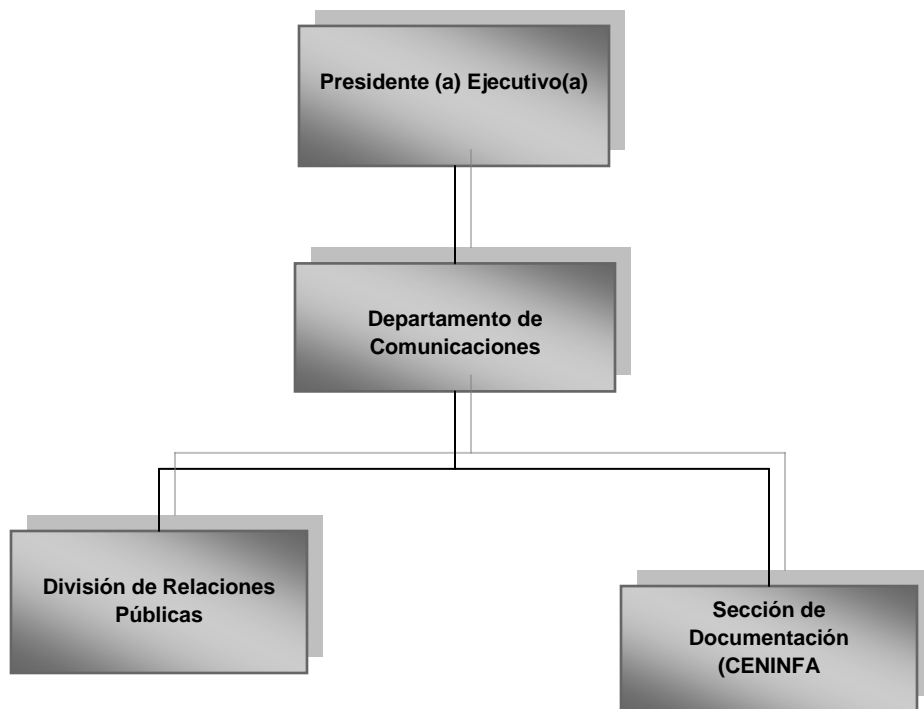 Presidente (a) Ejecutivo(a)
Departamento de
Comunicaciones
División de Relaciones
Públicas
Sección de
Documentación
(CENINFA